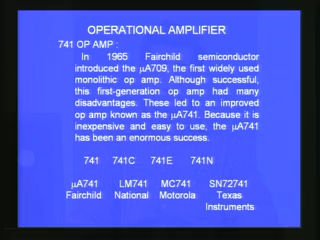 OPERATIONAL AMPLIFIER
741 OP AMP :
In 1965 Fairchild semiconductor
introduced the μA709, the first widely used
monolithic op amp. Although successful,
this first-generation op amp had many
disadvantages. These led to an improved
op amp known as the μA741. Because it is
inexpensive and easy to use, the μA741
has been an enormous success.
741 741C 741E 741N
μA741 LM741 MC741 SN72741
Fairchild National Motorola Texas
Instruments